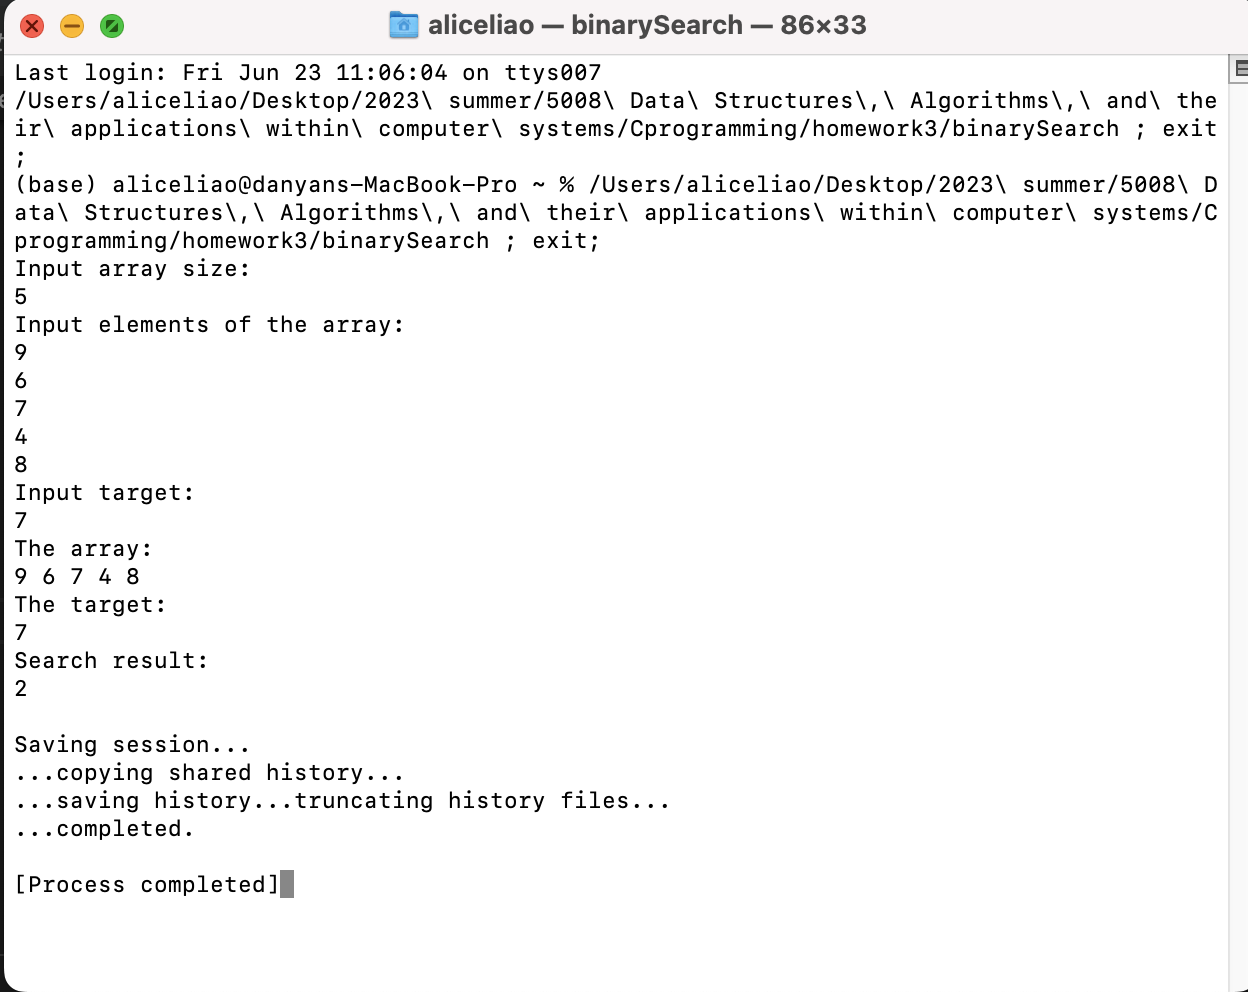 aliceliao — binarySearch — 86×33
Last login: Fri Jun 23 11:06:04 on ttys007
/Users/aliceliao/Desktop/2023\ summer/5008\ Data\ Structures\,\ Algorithms\,\ and\ the
ir\ applications\ within\ computer\ systems/Cprogramming/homework3/binarySearch ; exit
;
(base) aliceliao@danyans-MacBook-Pro ~ % /Users/aliceliao/Desktop/2023\ summer/5008\ D
ata\ Structures\,\ Algorithms\,\ and\ their\ applications\ within\ computer\ systems/C
programming/homework3/binarySearch ; exit;
Input array size:
5
Input elements of the array:
9
6
7
4
8
Input target:
7
The array:
9 6 7 4 8
The target:
7
Search result:
2
Saving session...
...copying shared history...
...saving history...truncating history files...
...completed.
[Process completed]